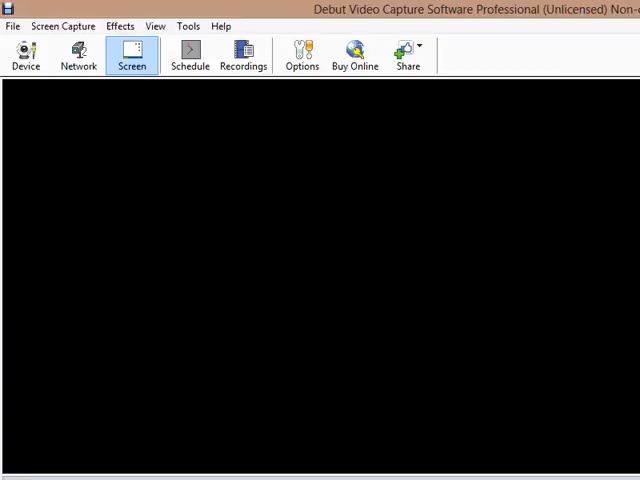 Debut Video Capture Software Professional (Unlicensed) Non-
File Screen Capture Effects View Tools Help
Device Network Screen Schedule Recordings Options Buy Online Share